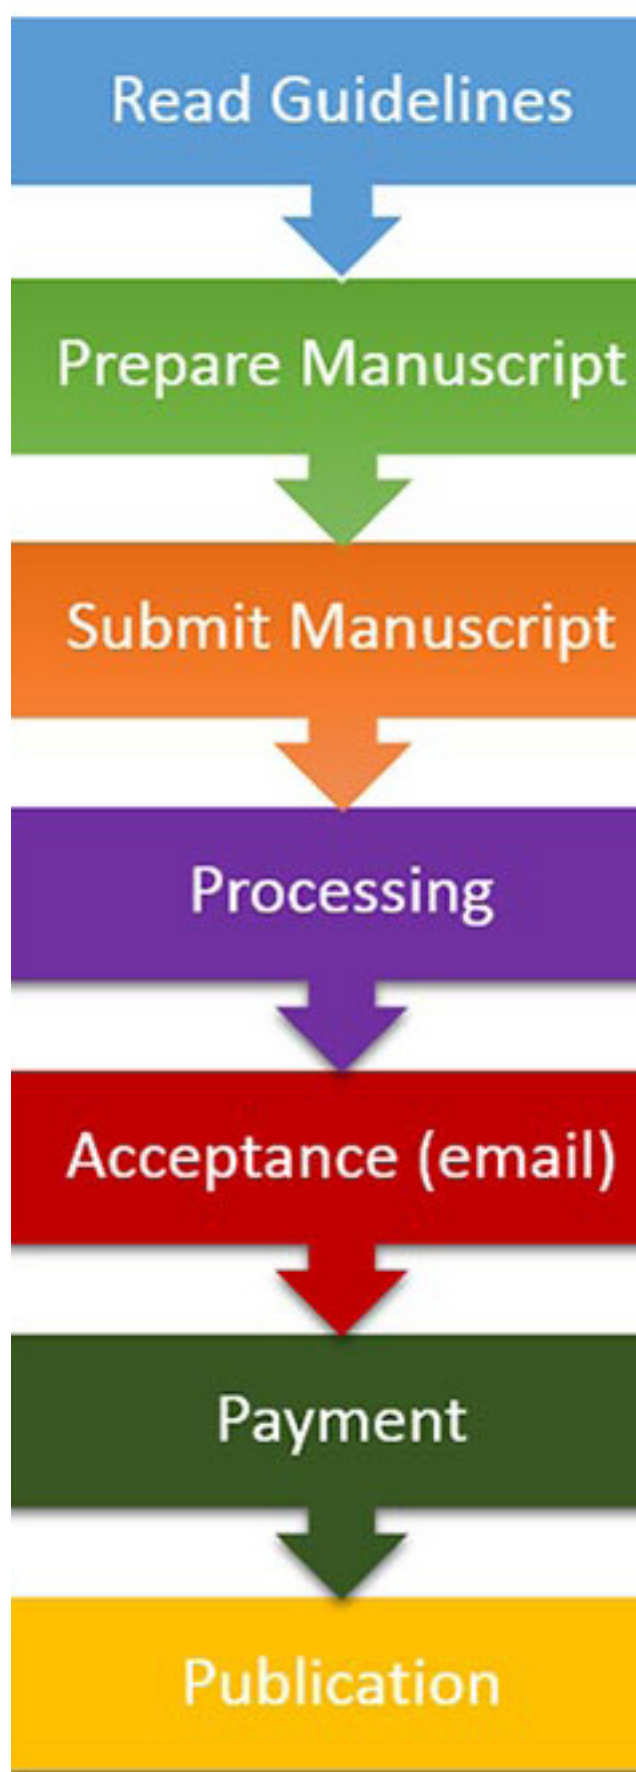 Read Guidelines
Prepare Manuscript
Submit Manuscript
Processing
Acceptance (email)
Payment
Publication